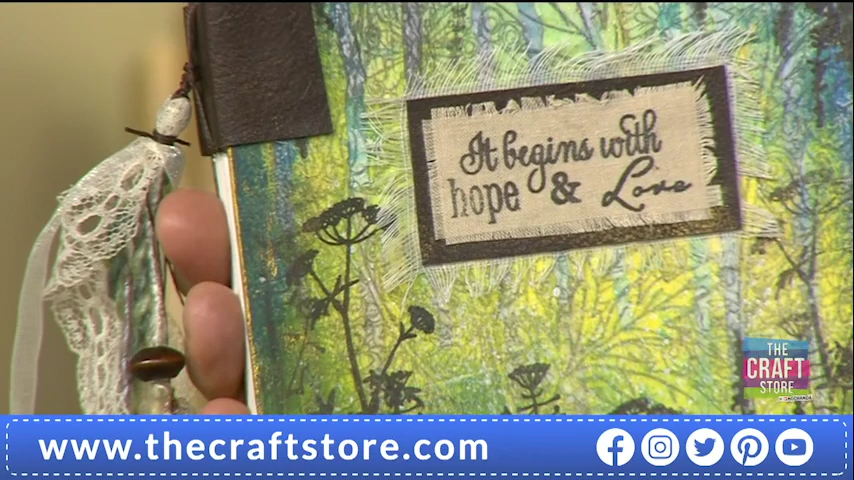 It begins with
hope & Love
THE
CRAFT
STORE
www.thecraftstore.com